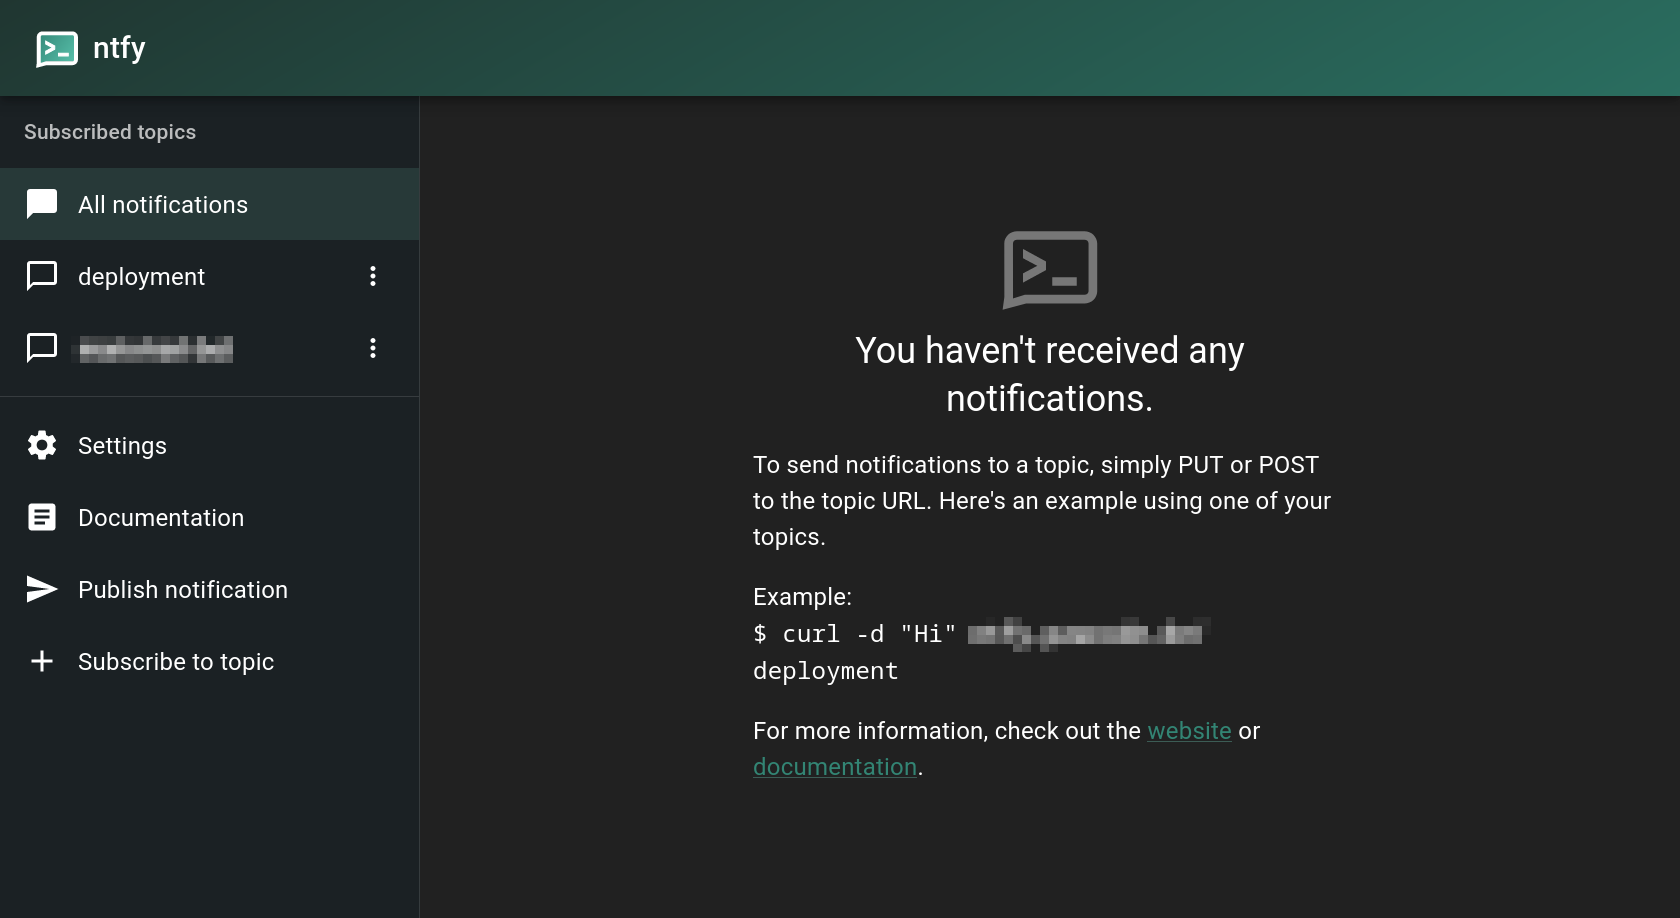 ntfy
Subscribed topics
All notifications
deployment
Settings
Documentation
Publish notification
Subscribe to topic
You haven't received any
notifications.
To send notifications to a topic, simply PUT or POST
to the topic URL. Here's an example using one of your
topics.
Example:
$ curl -d "Hi"
deployment
For more information, check out the website or
documentation.